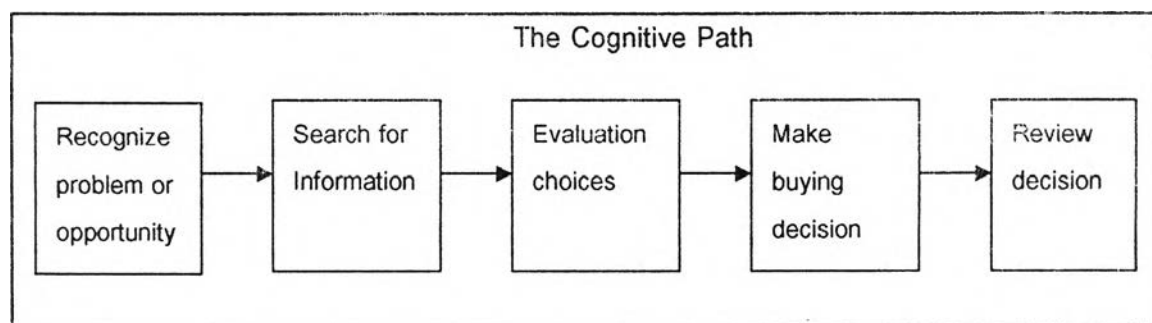 The Cognitive Path
Recognize
problem or
opportunity
Search for
Information
Evaluation
choices
Make
buying
decision
Review
decision